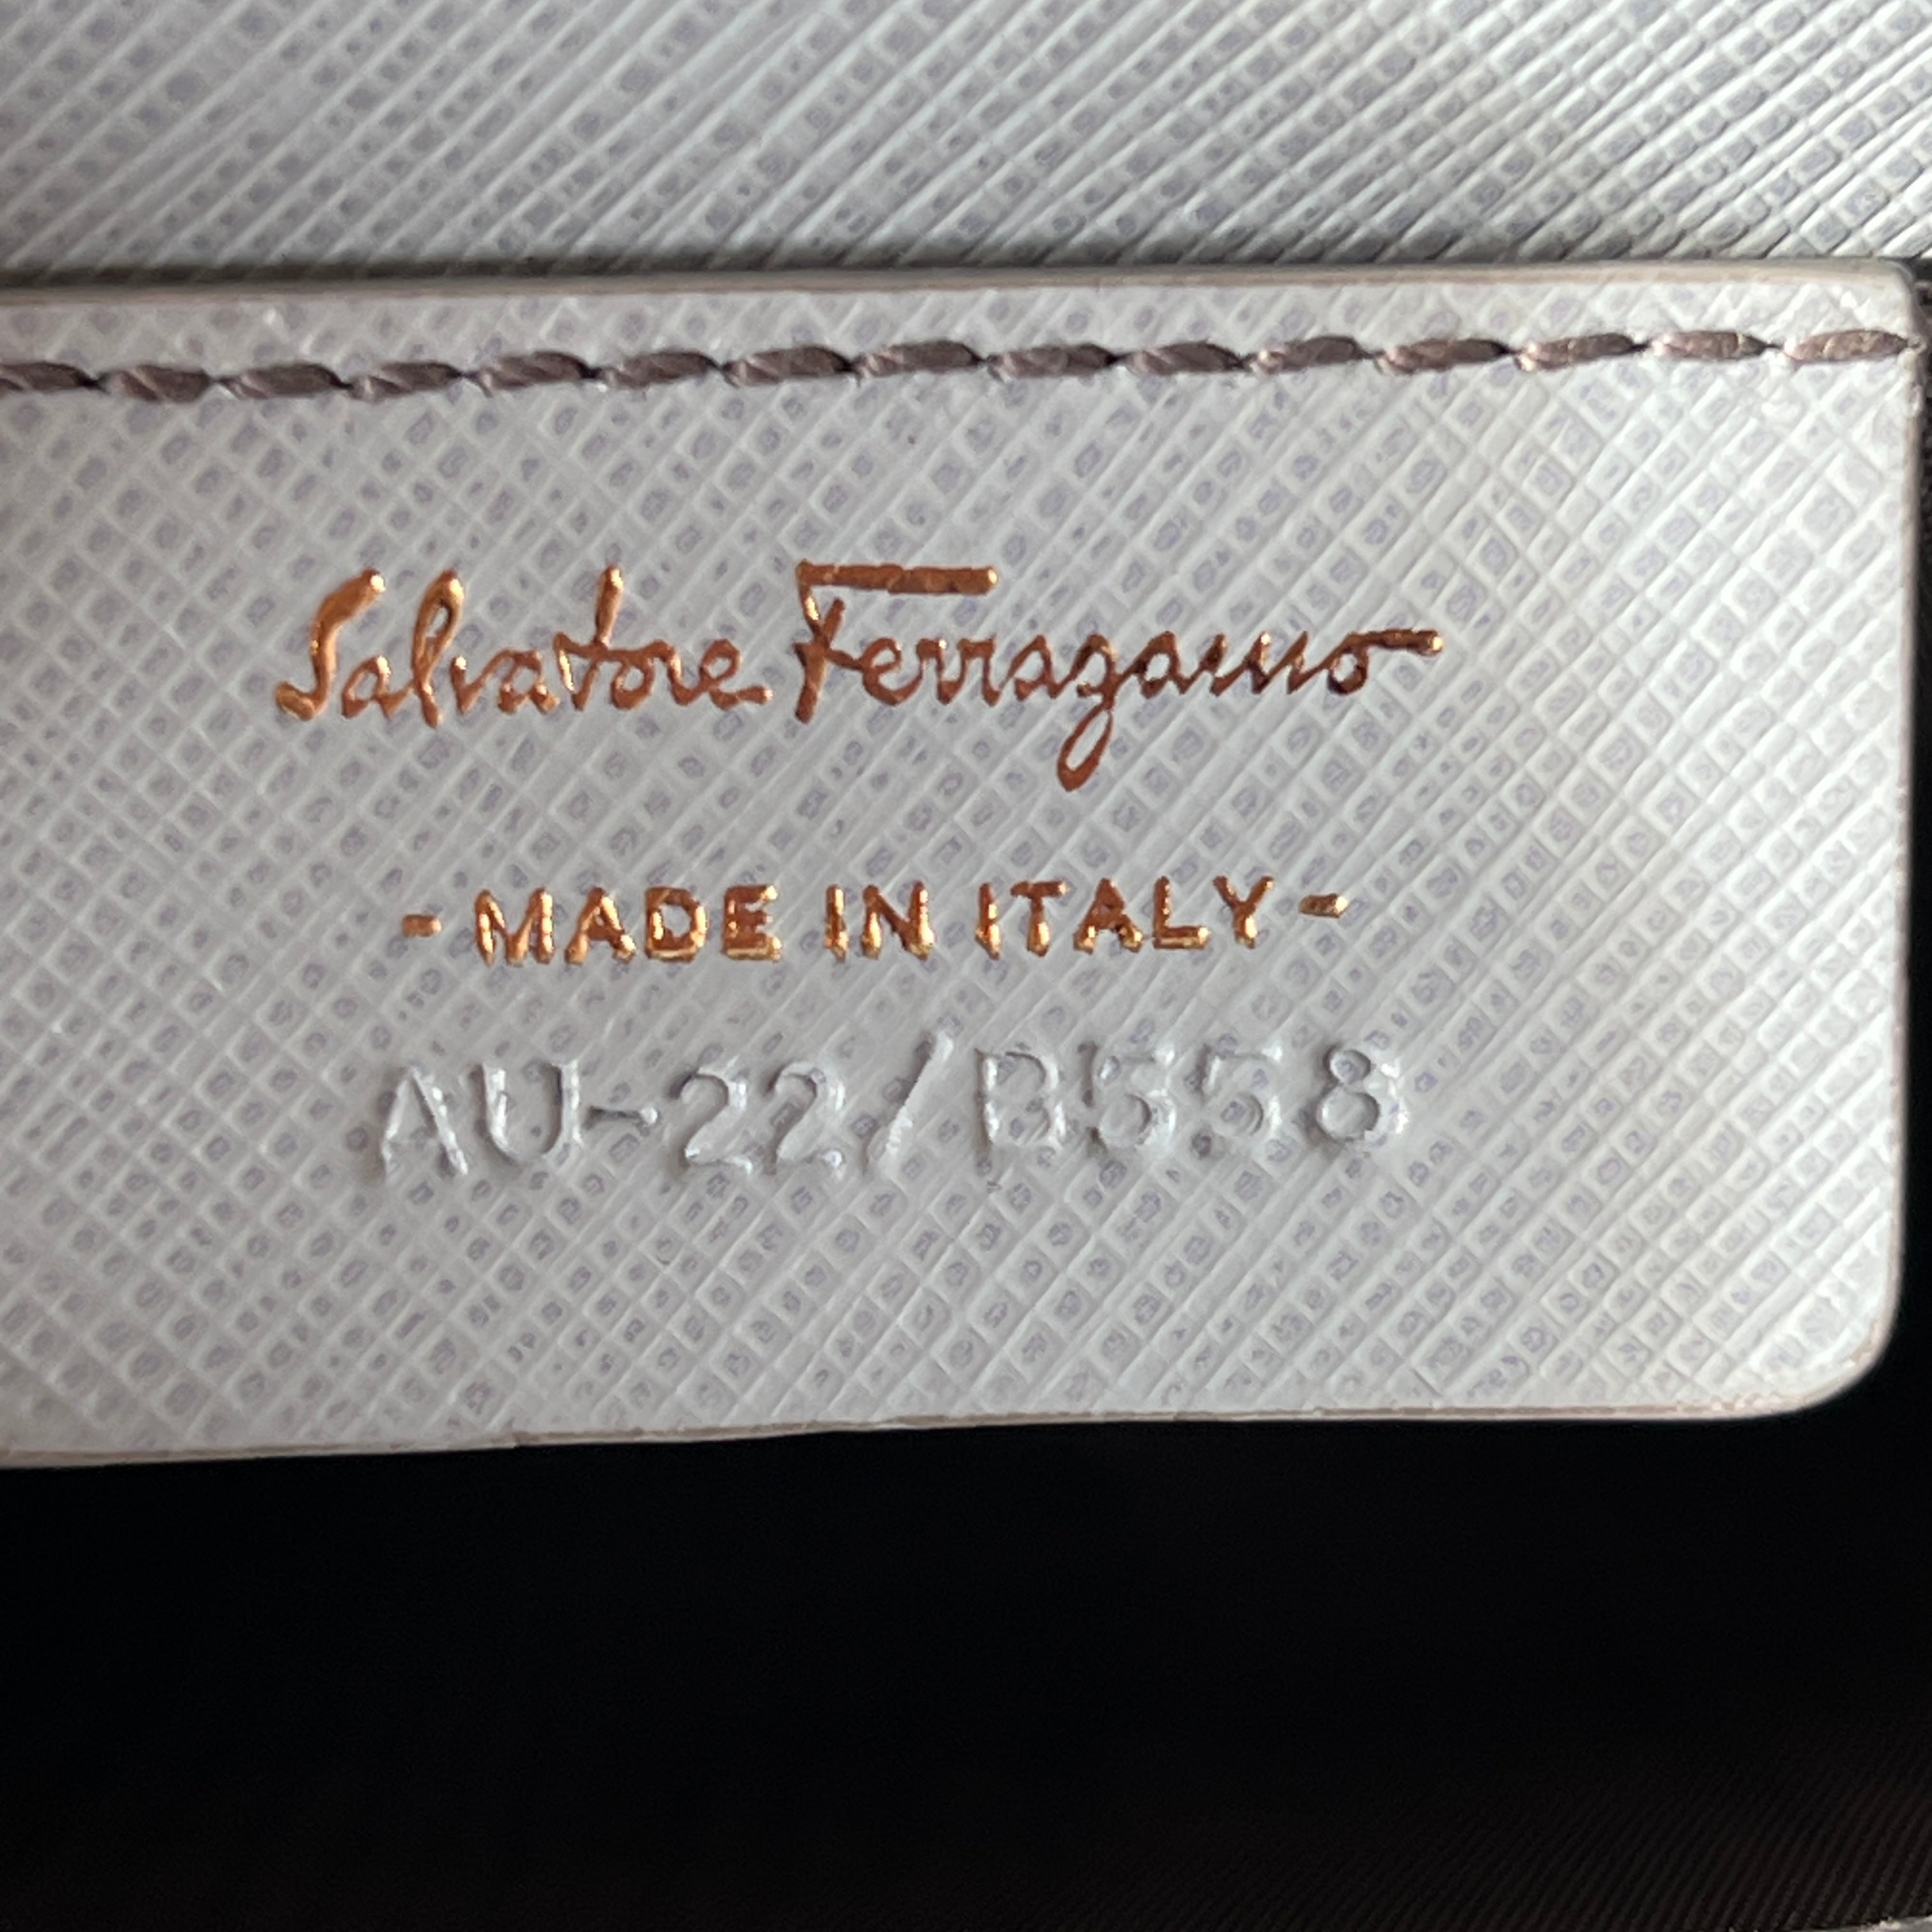 Salvatore Ferragamo
- MADE IN ITALY -
AU-22/B558